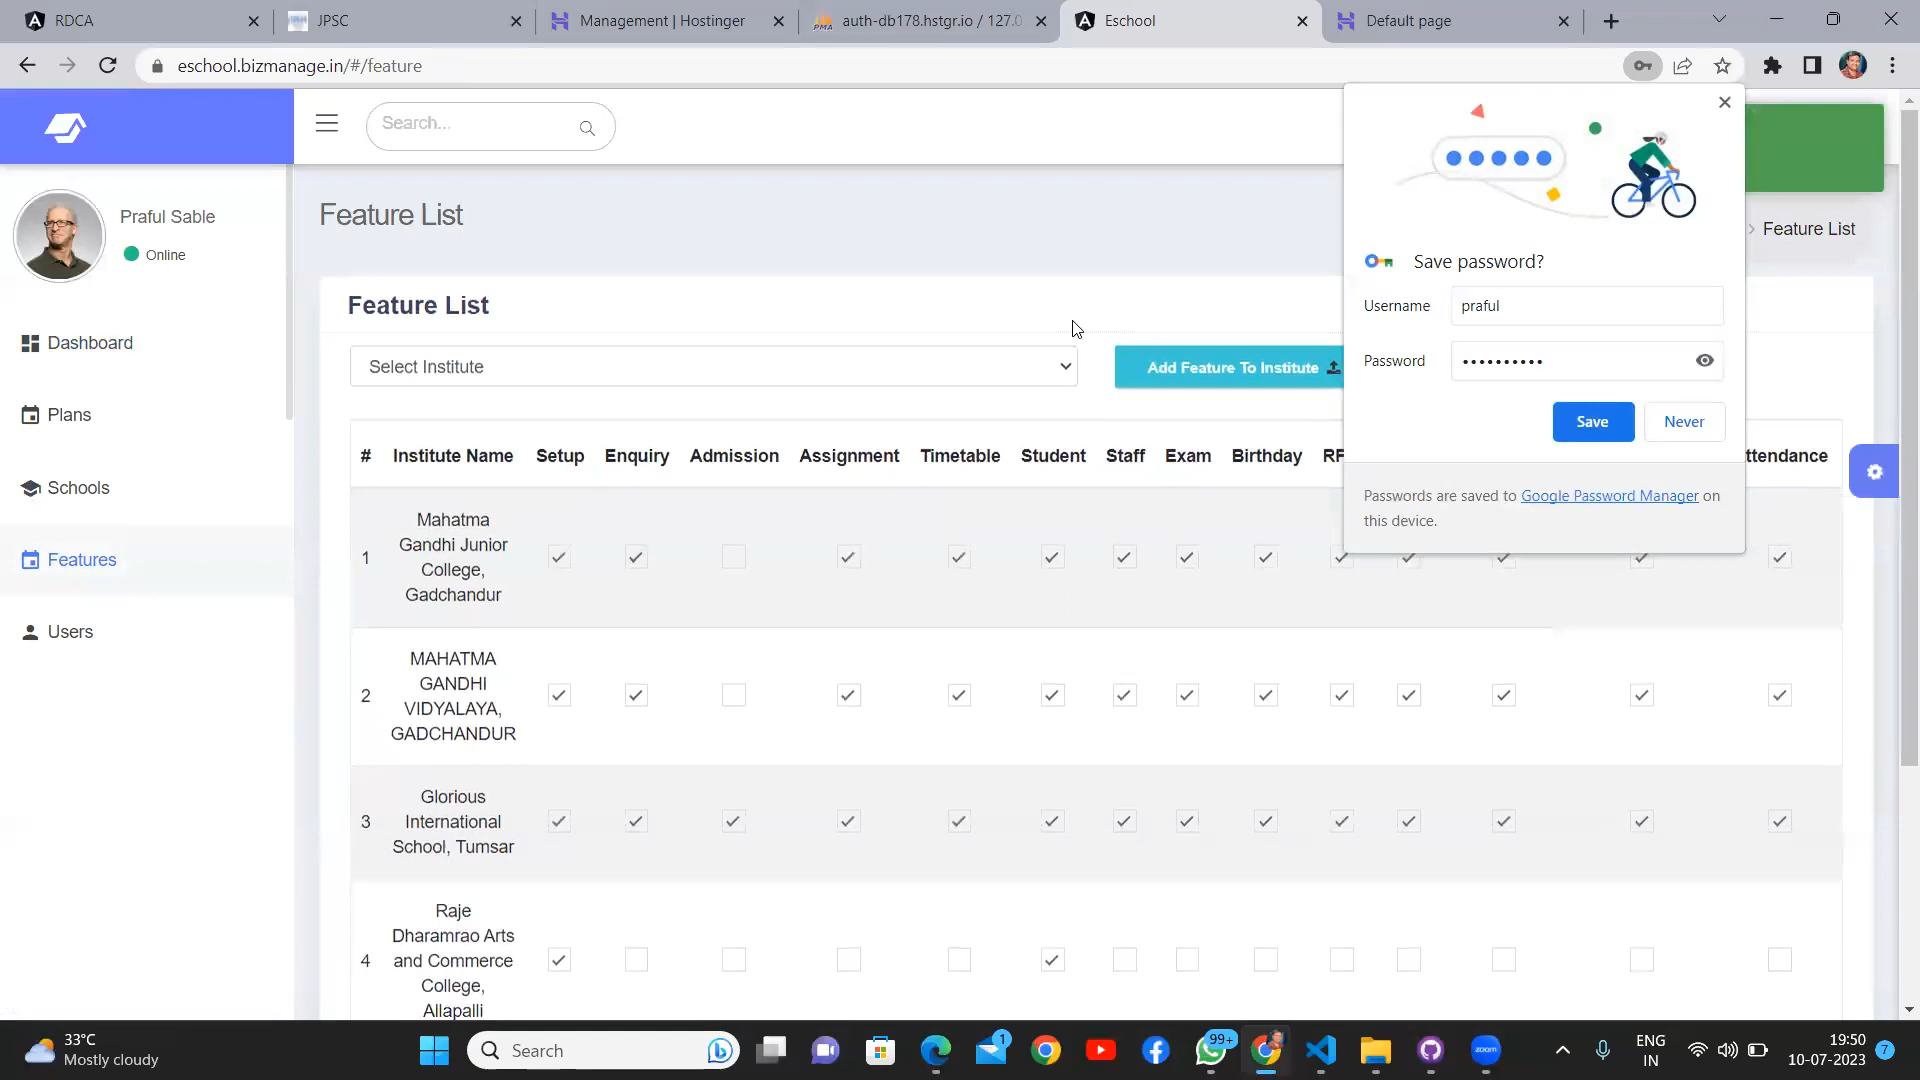 RDCA
JPSC
Management | Hostinger
auth-db178.hstgr.io / 127.0
Eschool
Default page
eschool.bizmanage.in/#/feature
Search...
Praful Sable
Online
Dashboard
Plans
Schools
Features
Users
Feature List
Feature List
Feature List
Select Institute
Add Feature To Institute
# Institute Name Setup Enquiry Admission Assignment Timetable Student Staff Exam Birthday RF ttendance
1 Mahatma
Gandhi Junior
College,
Gadchandur
2 MAHATMA
GANDHI
VIDYALAYA,
GADCHANDUR
3 Glorious
International
School, Tumsar
4 Raje
Dharamrao Arts
and Commerce
College,
Allapalli
Save password?
Username praful
Password ••••••••••
Save Never
Passwords are saved to Google Password Manager on
this device.
33°C
Mostly cloudy
Search
1
99+
zoom
ENG
IN
19:50
10-07-2023
7